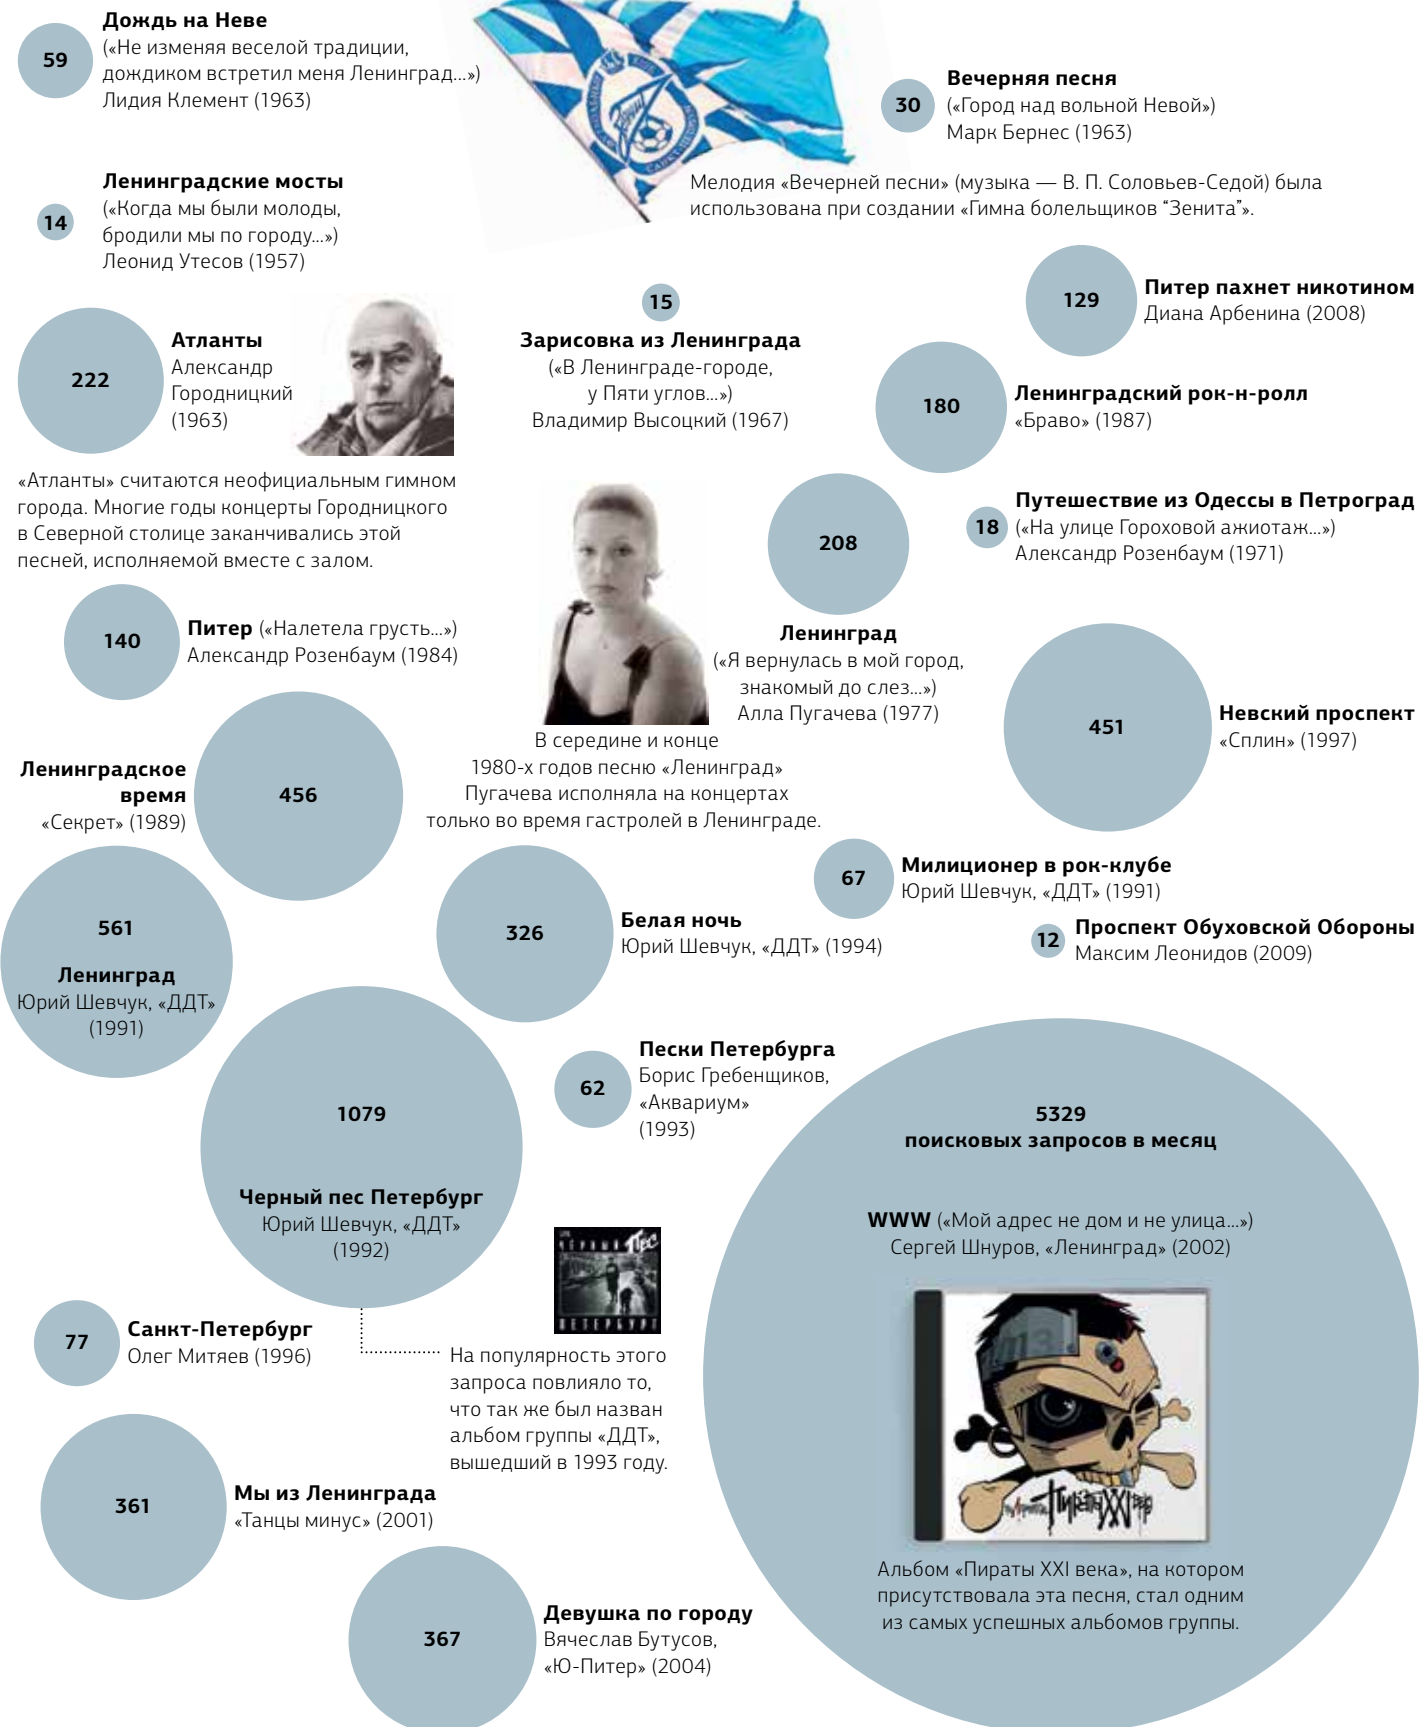 59
Дождь на Неве
(«Не изменяя веселой традиции,
дождиком встретил меня Ленинград...»)
Лидия Клемент (1963)
30
Вечерняя песня
(«Город над вольной Невой»)
Марк Бернес (1963)
Мелодия «Вечерней песни» (музыка — В. П. Соловьев-Седой) была
использована при создании «Гимна болельщиков “Зенита”».
14
Ленинградские мосты
(«Когда мы были молоды,
бродили мы по городу...»)
Леонид Утесов (1957)
129
Питер пахнет никотином
Диана Арбенина (2008)
222
Атланты
Александр
Городницкий
(1963)
«Атланты» считаются неофициальным гимном
города. Многие годы концерты Городницкого
в Северной столице заканчивались этой
песней, исполняемой вместе с залом.
15
Зарисовка из Ленинграда
(«В Ленинграде-городе,
у Пяти углов...»)
Владимир Высоцкий (1967)
180
Ленинградский рок-н-ролл
«Браво» (1987)
18
Путешествие из Одессы в Петроград
(«На улице Гороховой ажиотаж...»)
Александр Розенбаум (1971)
208
Ленинград
(«Я вернулась в мой город,
знакомый до слез...»)
Алла Пугачева (1977)
В середине и конце
1980-х годов песню «Ленинград»
Пугачева исполняла на концертах
только во время гастролей в Ленинграде.
140
Питер («Налетела грусть...»)
Александр Розенбаум (1984)
451
Невский проспект
«Сплин» (1997)
Ленинградское
время
«Секрет» (1989)
456
67
Милиционер в рок-клубе
Юрий Шевчук, «ДДТ» (1991)
561
Ленинград
Юрий Шевчук, «ДДТ»
(1991)
326
Белая ночь
Юрий Шевчук, «ДДТ» (1994)
12
Проспект Обуховской Обороны
Максим Леонидов (2009)
62
Пески Петербурга
Борис Гребенщиков,
«Аквариум»
(1993)
1079
Черный пес Петербург
Юрий Шевчук, «ДДТ»
(1992)
ЧЕРНЫЙ ПЕС
ПЕТЕРБУРГ
На популярность этого
запроса повлияло то,
что так же был назван
альбом группы «ДДТ»,
вышедший в 1993 году.
5329
поисковых запросов в месяц
WWW («Мой адрес не дом и не улица...»)
Сергей Шнуров, «Ленинград» (2002)
Пираты XXI
Альбом «Пираты XXI века», на котором
присутствовала эта песня, стал одним
из самых успешных альбомов группы.
77
Санкт-Петербург
Олег Митяев (1996)
361
Мы из Ленинграда
«Танцы минус» (2001)
367
Девушка по городу
Вячеслав Бутусов,
«Ю-Питер» (2004)